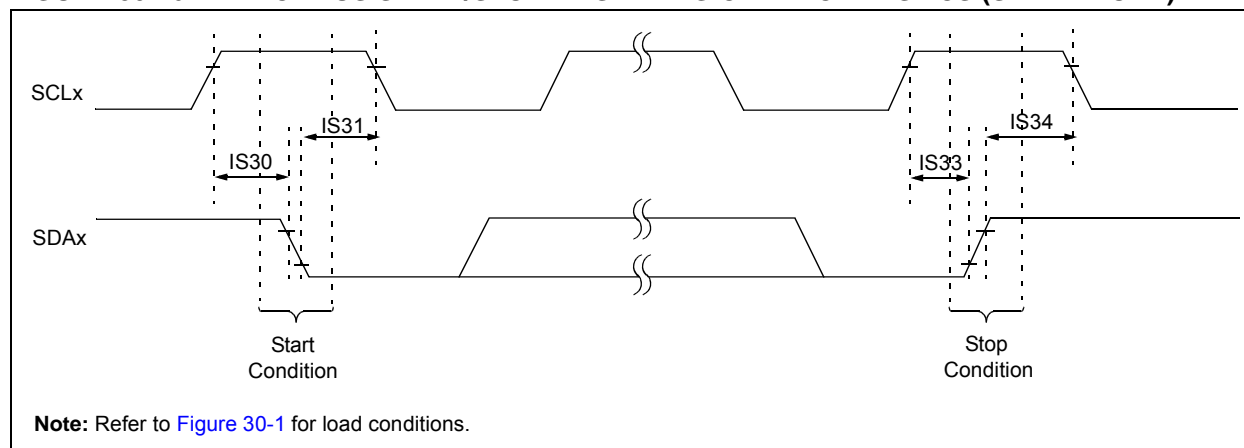 SCLx
IS31
IS34
IS30
IS33
SDAx
Start
Condition
Stop
Condition
Note: Refer to Figure 30-1 for load conditions.